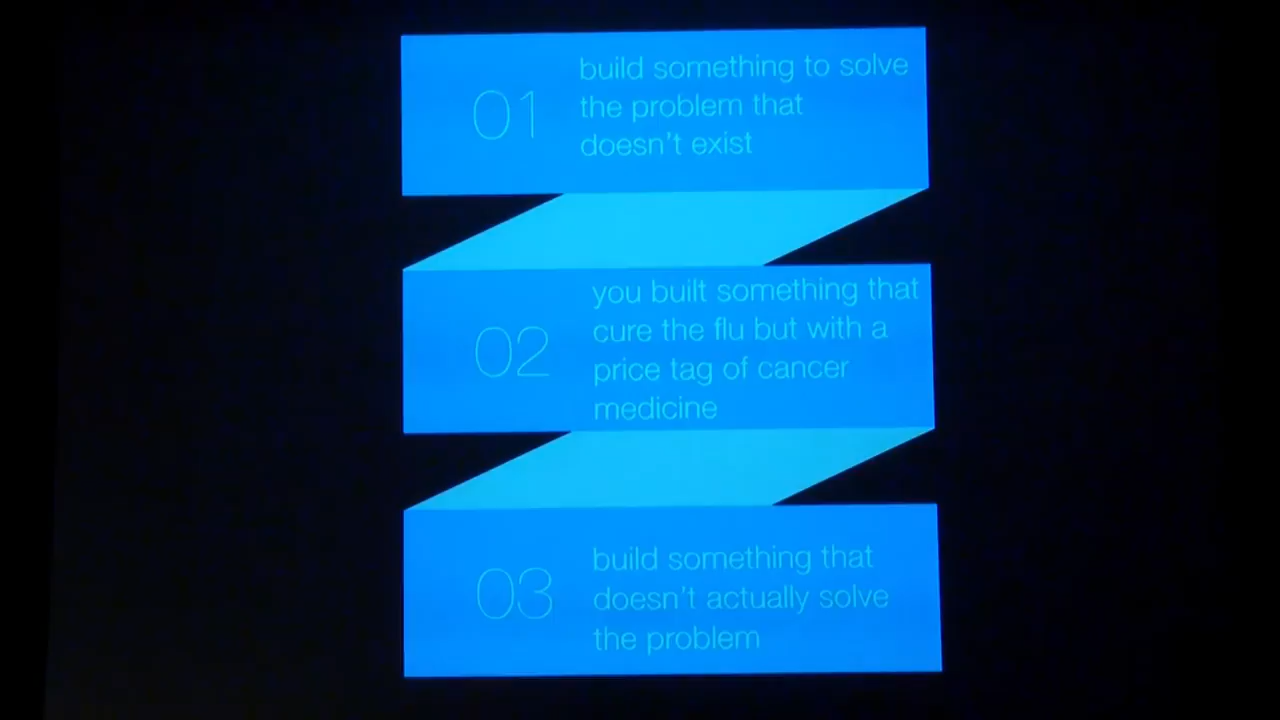 01
build something to solve
the problem that
doesn't exist
02
you built something that
cure the flu but with a
price tag of cancer
medicine
03
build something that
doesn't actually solve
the problem